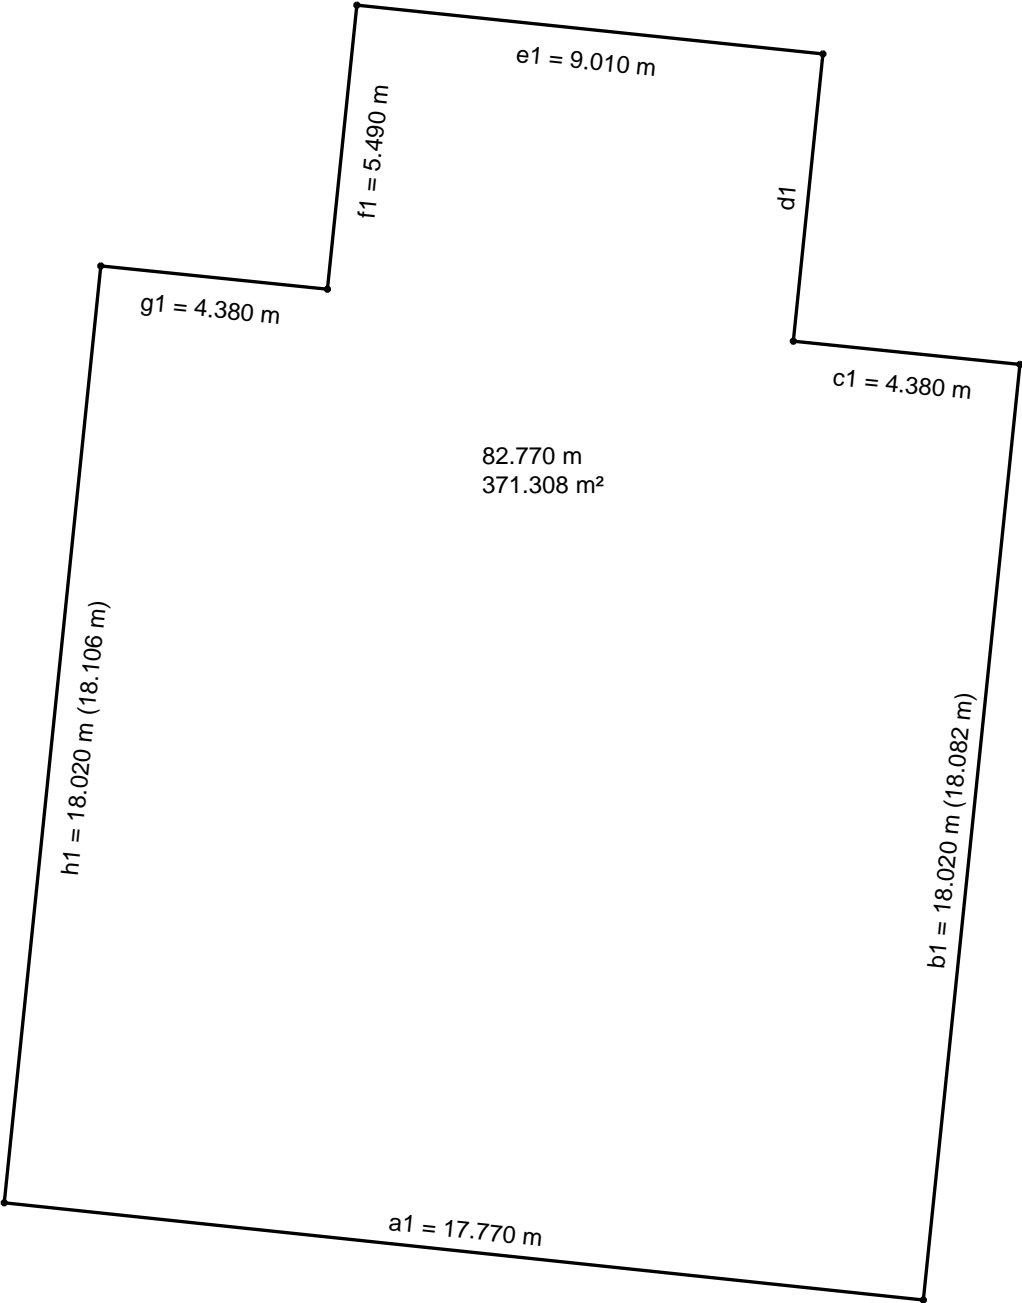 e1 = 9.010 m
f1 = 5.490 m
d1
g1 = 4.380 m
c1 = 4.380 m
82.770 m
371.308 m²
h1 = 18.020 m (18.106 m)
b1 = 18.020 m (18.082 m)
a1 = 17.770 m